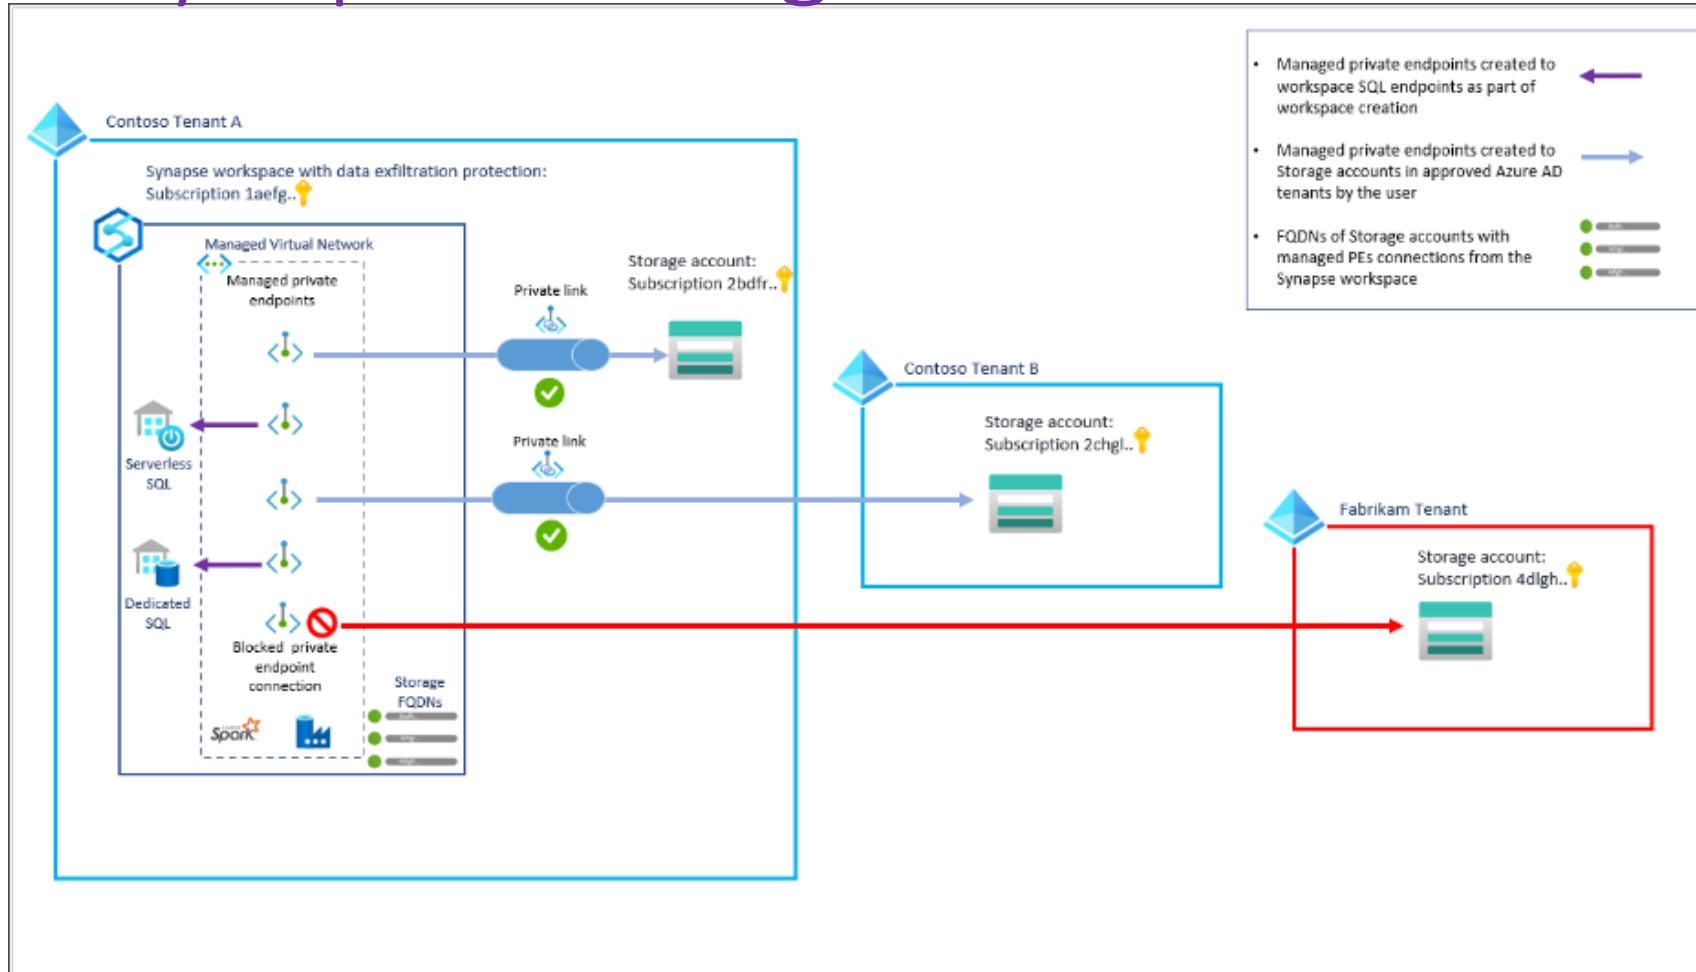 Managed private endpoints created to
workspace SQL endpoints as part of
workspace creation
Managed private endpoints created to
Storage accounts in approved Azure AD
tenants by the user
FQDNs of Storage accounts with
managed PEs connections from the
Synapse workspace
Contoso Tenant A
Synapse workspace with data exfiltration protection:
Subscription 1aefg..
Managed Virtual Network
Managed private
endpoints
Private link
Storage account:
Subscription 2bdfr..
Serverless
SQL
Private link
Contoso Tenant B
Storage account:
Subscription 2chgl..
Dedicated
SQL
Blocked private
endpoint
connection
Storage
FQDNs
Spark
Fabrikam Tenant
Storage account:
Subscription 4dlgh..